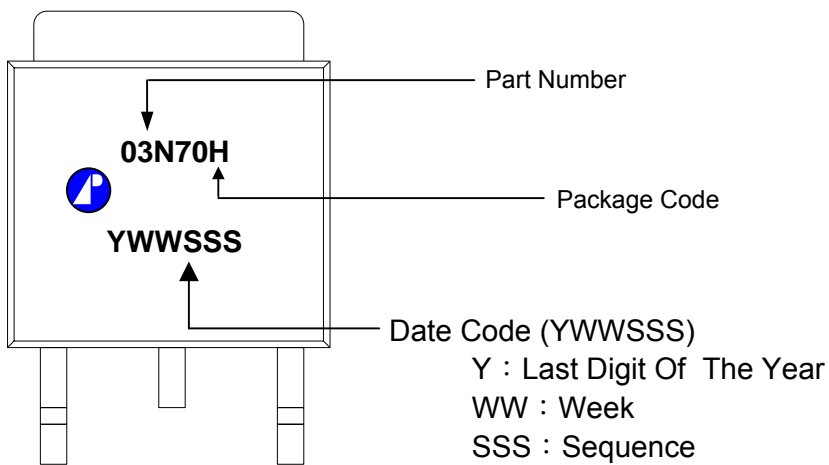 Part Number
03N70H
Package Code
YWWSSS
Date Code (YWWSSS)
Y：Last Digit Of The Year
WW：Week
SSS：Sequence